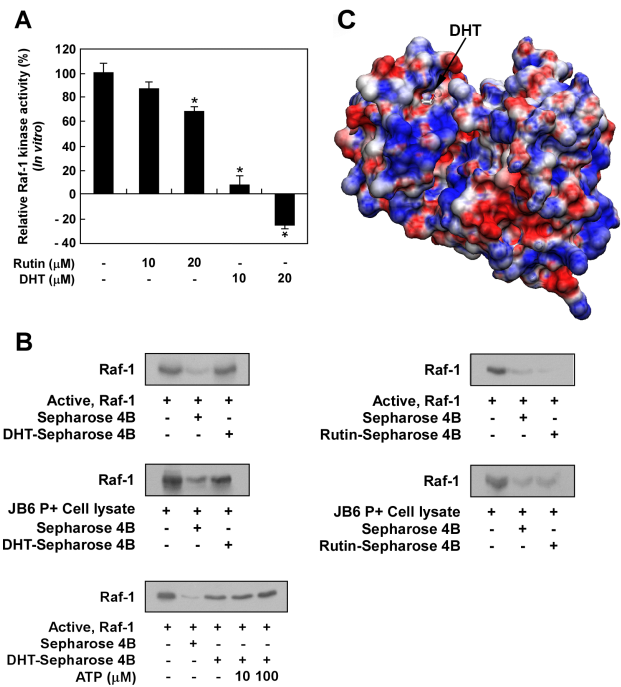 A
Relative Raf-1 kinase activity (%)
(In vitro)
120
100
80
60
40
20
0
- 20
- 40
*
*
*
*
Rutin (μM) - 10 20 - -
DHT (μM) - - - 10 20
C
DHT
B
Raf-1
Active, Raf-1 + + +
Sepharose 4B - + -
DHT-Sepharose 4B - - +
Raf-1
JB6 P+ Cell lysate + + +
Sepharose 4B - + -
DHT-Sepharose 4B - - +
Raf-1
Active, Raf-1 + + + + +
Sepharose 4B - + - - -
DHT-Sepharose 4B - - + + +
ATP (μM) - - - 10 100
Raf-1
Active, Raf-1 + + +
Sepharose 4B - + -
Rutin-Sepharose 4B - - +
Raf-1
JB6 P+ Cell lysate + + +
Sepharose 4B - + -
Rutin-Sepharose 4B - - +